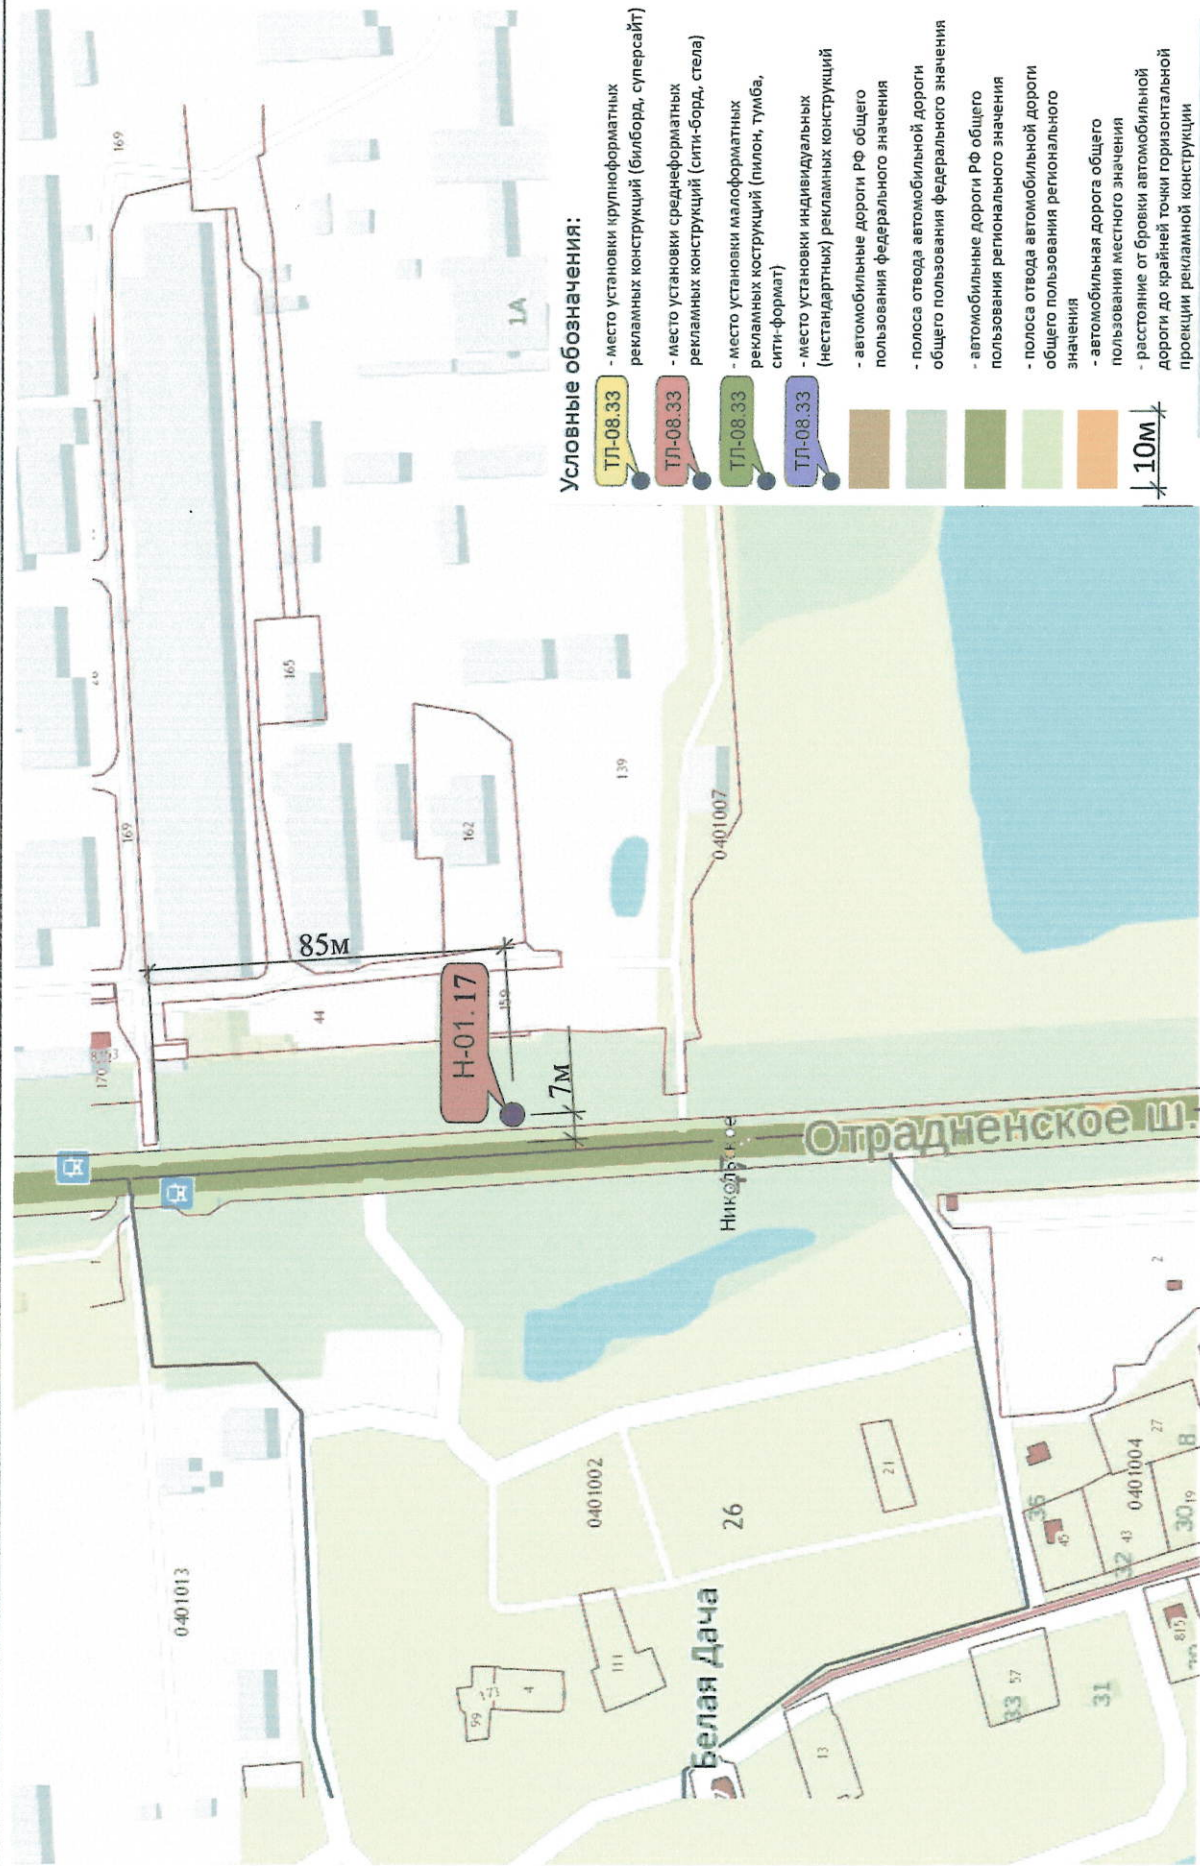 Условные обозначения:
ТЛ-08.33
- место установки крупноформатных
рекламных конструкций (билборд, суперсайт)
ТЛ-08.33
- место установки среднеформатных
рекламных конструкций (сити-борд, стела)
ТЛ-08.33
- место установки малоформатных
рекламных кострукций (пилон, тумба,
сити-формат)
ТЛ-08.33
- место установки индивидуальных
(нестандартных) рекламных конструкций
- автомобильные дороги РФ общего
пользования федерального значения
- полоса отвода автомобильной дороги
общего пользования федерального значения
- автомобильные дороги РФ общего
пользования регионального значения
- полоса отвода автомобильной дороги
общего пользования регионального
значения
- автомобильная дорога общего
пользования местного значения
10м
- расстояние от бровки автомобильной
дороги до крайней точки горизонтальной
проекции рекламной конструкции
169
1А
165
169
162
139
0401007
85м
Н-01.17
159
44
170
7м
Никольское
Отрадненское ш.
1
2
0401013
0401002
26
21
Белая Дача
99
4
111
13
57
33
31
36
45
0401004
27
8
43
32
30
19
815